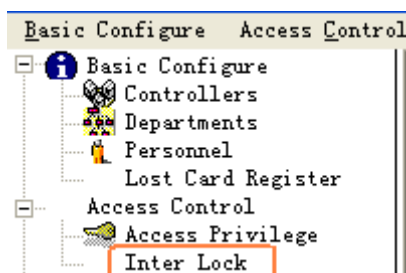 Basic Configure Access Control
Basic Configure
Controllers
Departments
Personnel
Lost Card Register
Access Control
Access Privilege
Inter Lock